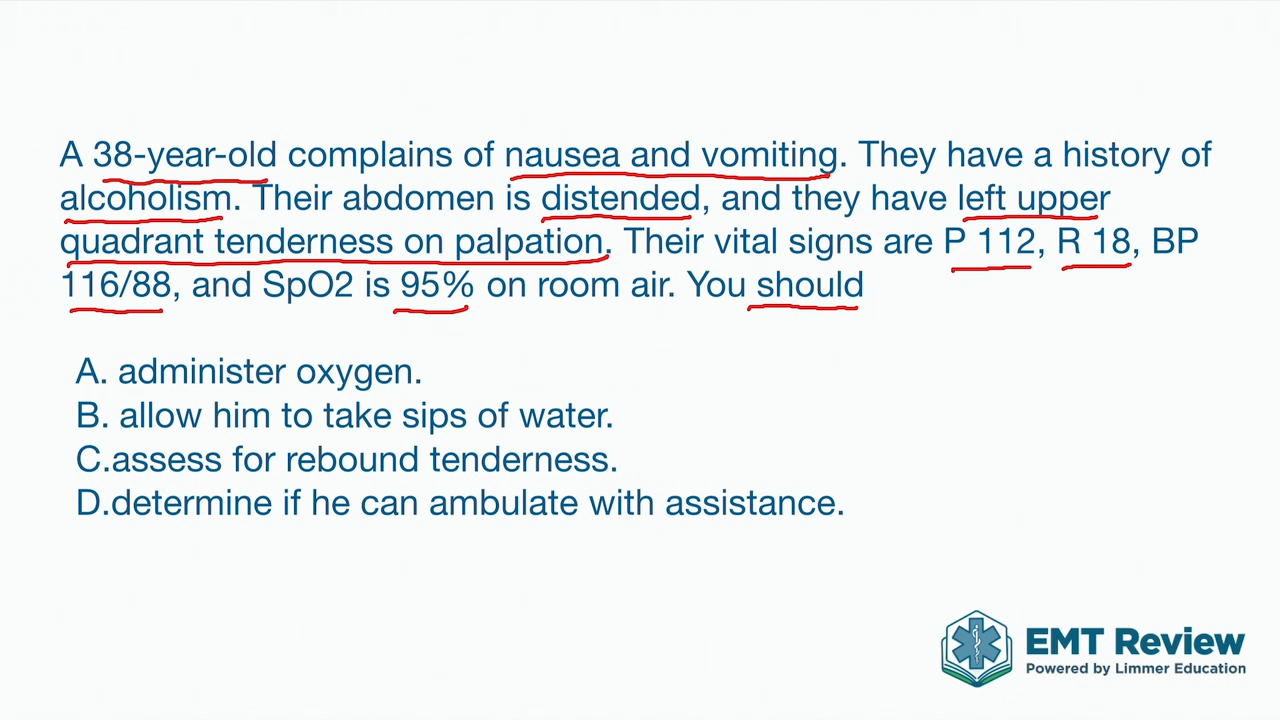 A 38-year-old complains of nausea and vomiting. They have a history of
alcoholism. Their abdomen is distended, and they have left upper
quadrant tenderness on palpation. Their vital signs are P 112, R 18, BP
116/88, and SpO2 is 95% on room air. You should
A. administer oxygen.
B. allow him to take sips of water.
C.assess for rebound tenderness.
D.determine if he can ambulate with assistance.
EMT Review
Powered by Limmer Education